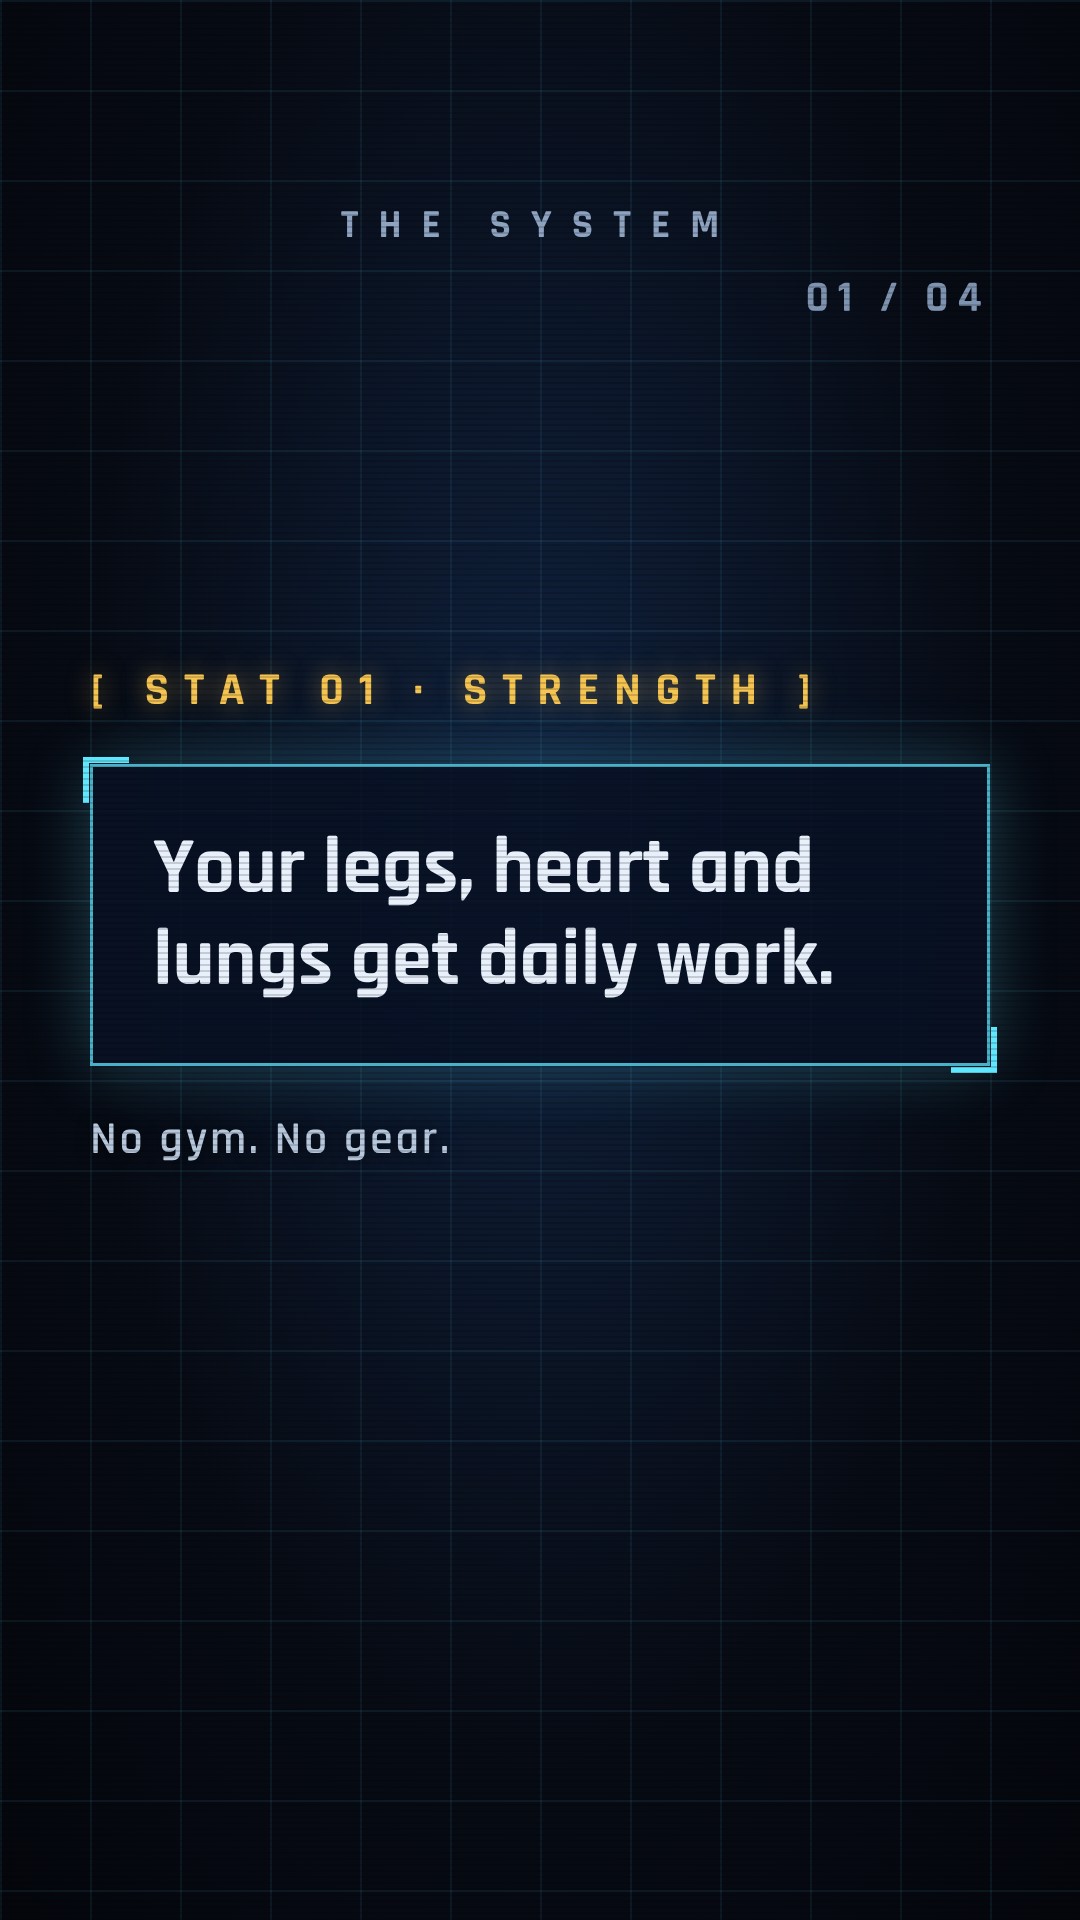 THE SYSTEM
01 / 04
[ STAT 01 · STRENGTH ]
Your legs, heart and
lungs get daily work.
No gym. No gear.